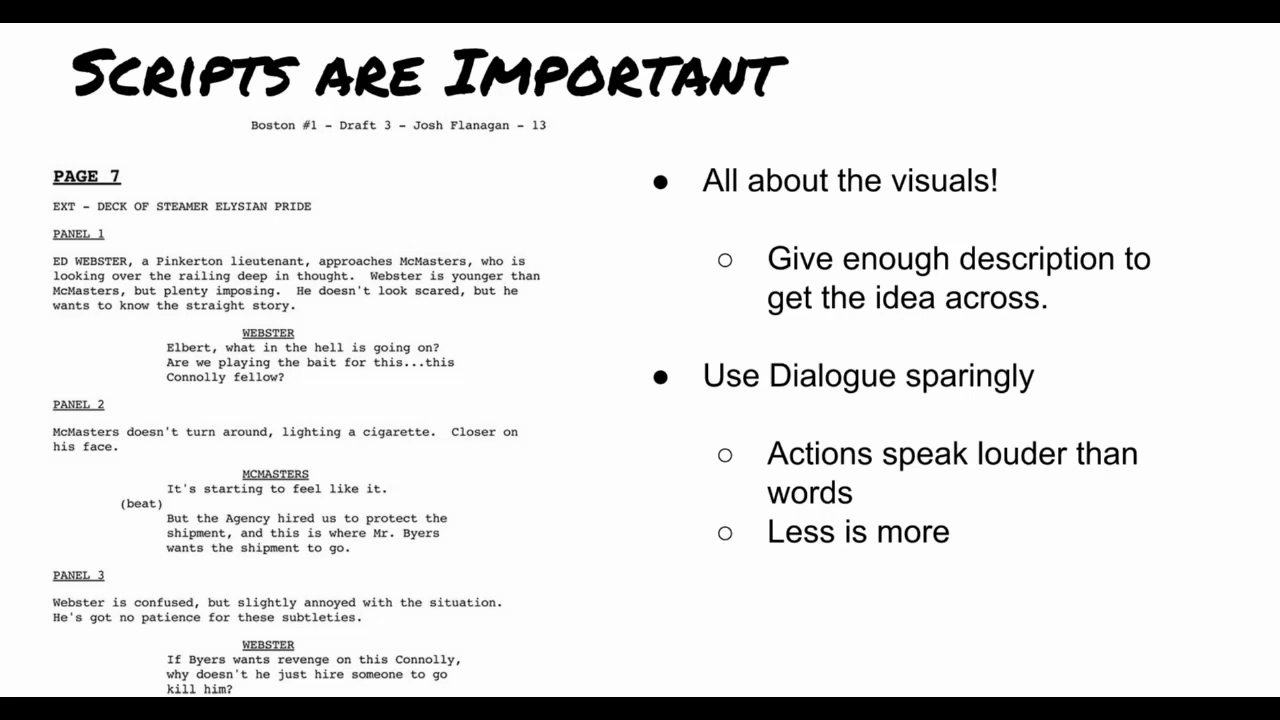 Scripts are Important
Boston #1 - Draft 3 - Josh Flanagan - 13
PAGE 7
EXT - DECK OF STEAMER ELYSIAN PRIDE
PANEL 1
ED WEBSTER, a Pinkerton lieutenant, approaches McMasters, who is
looking over the railing deep in thought. Webster is younger than
McMasters, but plenty imposing. He doesn't look scared, but he
wants to know the straight story.
WEBSTER
Elbert, what in the hell is going on?
Are we playing the bait for this...this
Connolly fellow?
PANEL 2
McMasters doesn't turn around, lighting a cigarette. Closer on
his face.
MCMASTERS
It's starting to feel like it.
(beat)
But the Agency hired us to protect the
shipment, and this is where Mr. Byers
wants the shipment to go.
PANEL 3
Webster is confused, but slightly annoyed with the situation.
He's got no patience for these subtleties.
WEBSTER
If Byers wants revenge on this Connolly,
why doesn't he just hire someone to go
kill him?
● All about the visuals!
○ Give enough description to
get the idea across.
● Use Dialogue sparingly
○ Actions speak louder than
words
○ Less is more